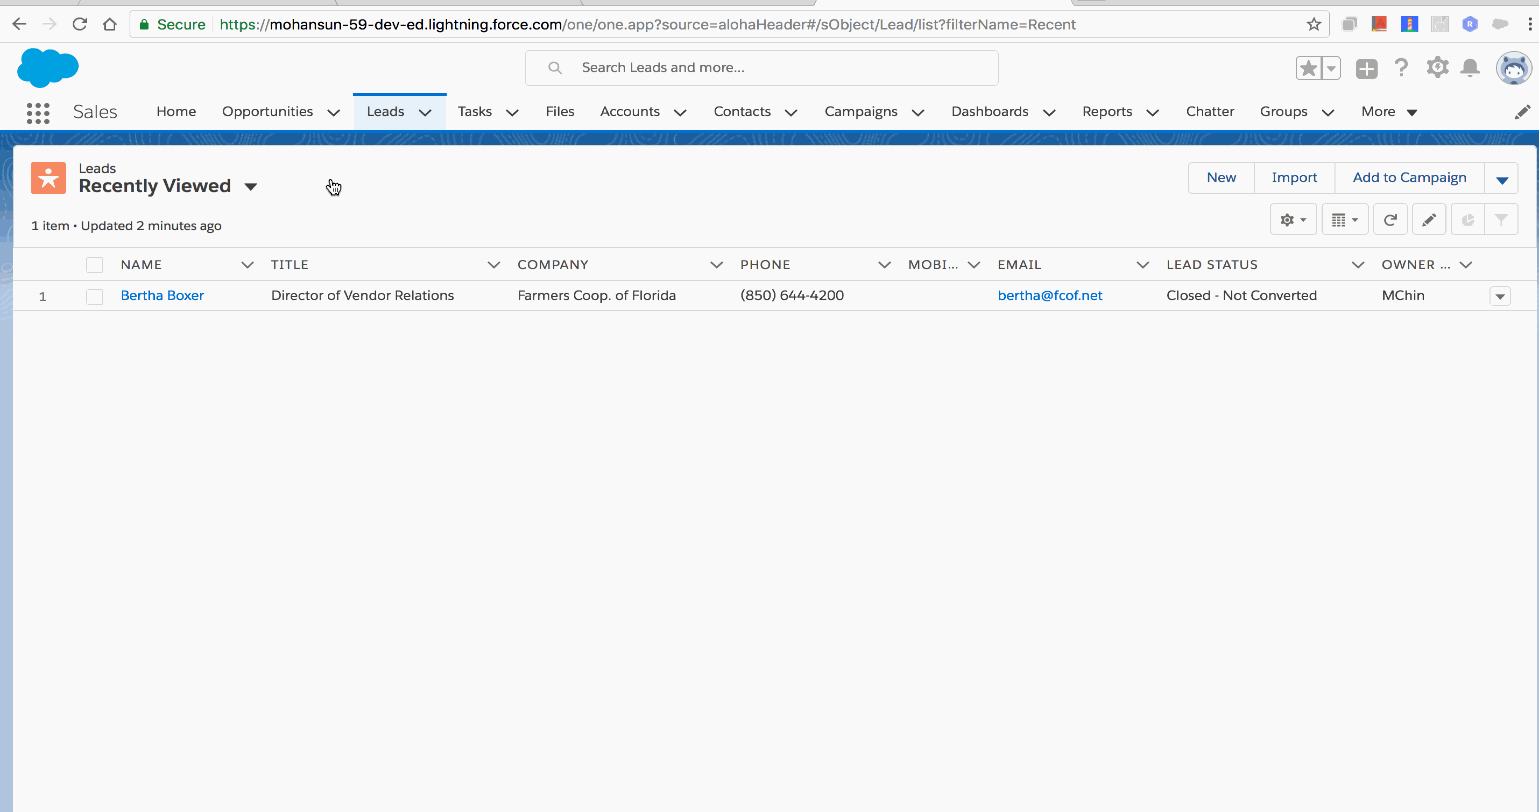 Secure https://mohansun-59-dev-ed.lightning.force.com/one/one.app?source=alohaHeader#/sObject/Lead/list?filterName=Recent
Search Leads and more...
Sales Home Opportunities Leads Tasks Files Accounts Contacts Campaigns Dashboards Reports Chatter Groups More
Leads
Recently Viewed
New Import Add to Campaign
1 item • Updated 2 minutes ago
NAME TITLE COMPANY PHONE MOBI... EMAIL LEAD STATUS OWNER ...
1 Bertha Boxer Director of Vendor Relations Farmers Coop. of Florida (850) 644-4200 bertha@fcof.net Closed - Not Converted MChin